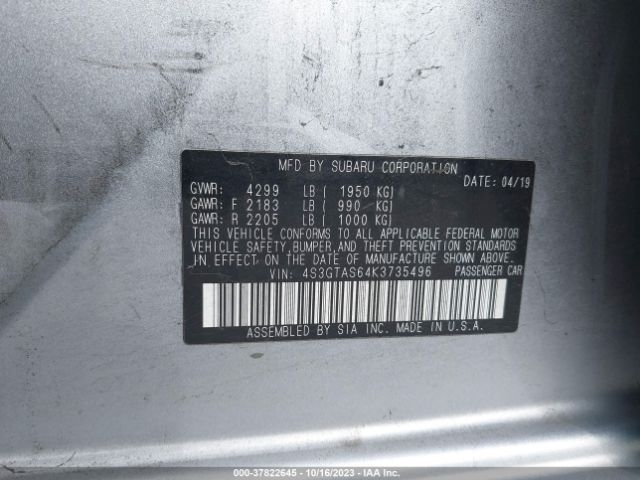 MFD BY SUBARU CORPORATION
DATE: 04/19
GVWR: 4299 LB ( 1950 KG)
GAWR: F 2183 LB ( 990 KG)
GAWR: R 2205 LB ( 1000 KG)
THIS VEHICLE CONFORMS TO ALL APPLICABLE FEDERAL MOTOR
VEHICLE SAFETY,BUMPER,AND THEFT PREVENTION STANDARDS
IN EFFECT ON THE DATE OF MANUFACTURE SHOWN ABOVE.
VIN: 4S3GTAS64K3735496 PASSENGER CAR
ASSEMBLED BY SIA INC. MADE IN U.S.A.
000-37822645 - 10/16/2023 - IAA Inc.